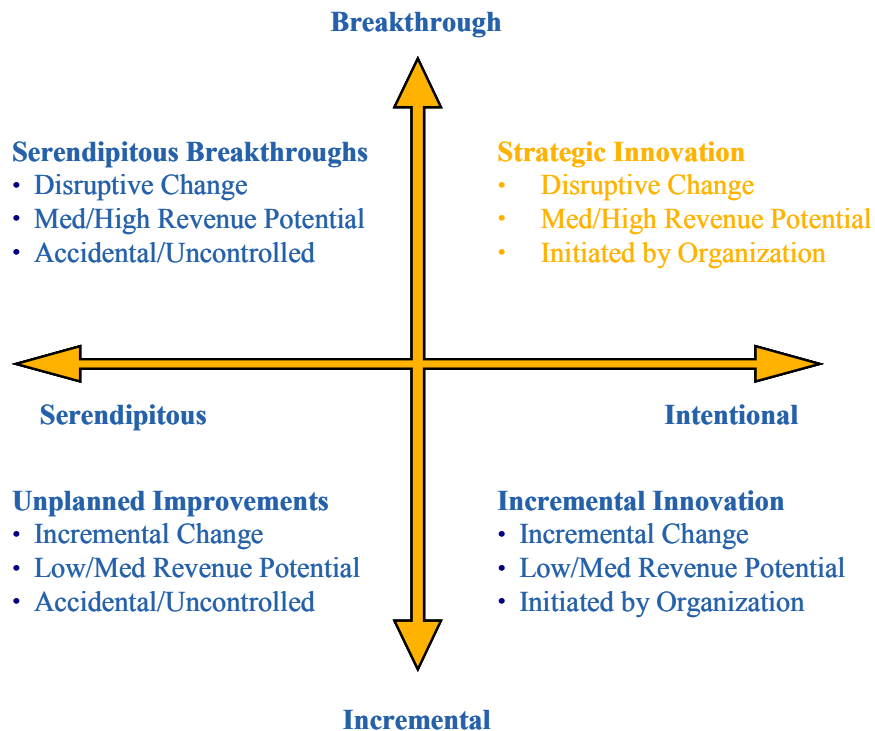 Breakthrough
Serendipitous Breakthroughs
• Disruptive Change
• Med/High Revenue Potential
• Accidental/Uncontrolled
Strategic Innovation
• Disruptive Change
• Med/High Revenue Potential
• Initiated by Organization
Serendipitous
Intentional
Unplanned Improvements
• Incremental Change
• Low/Med Revenue Potential
• Accidental/Uncontrolled
Incremental Innovation
• Incremental Change
• Low/Med Revenue Potential
• Initiated by Organization
Incremental